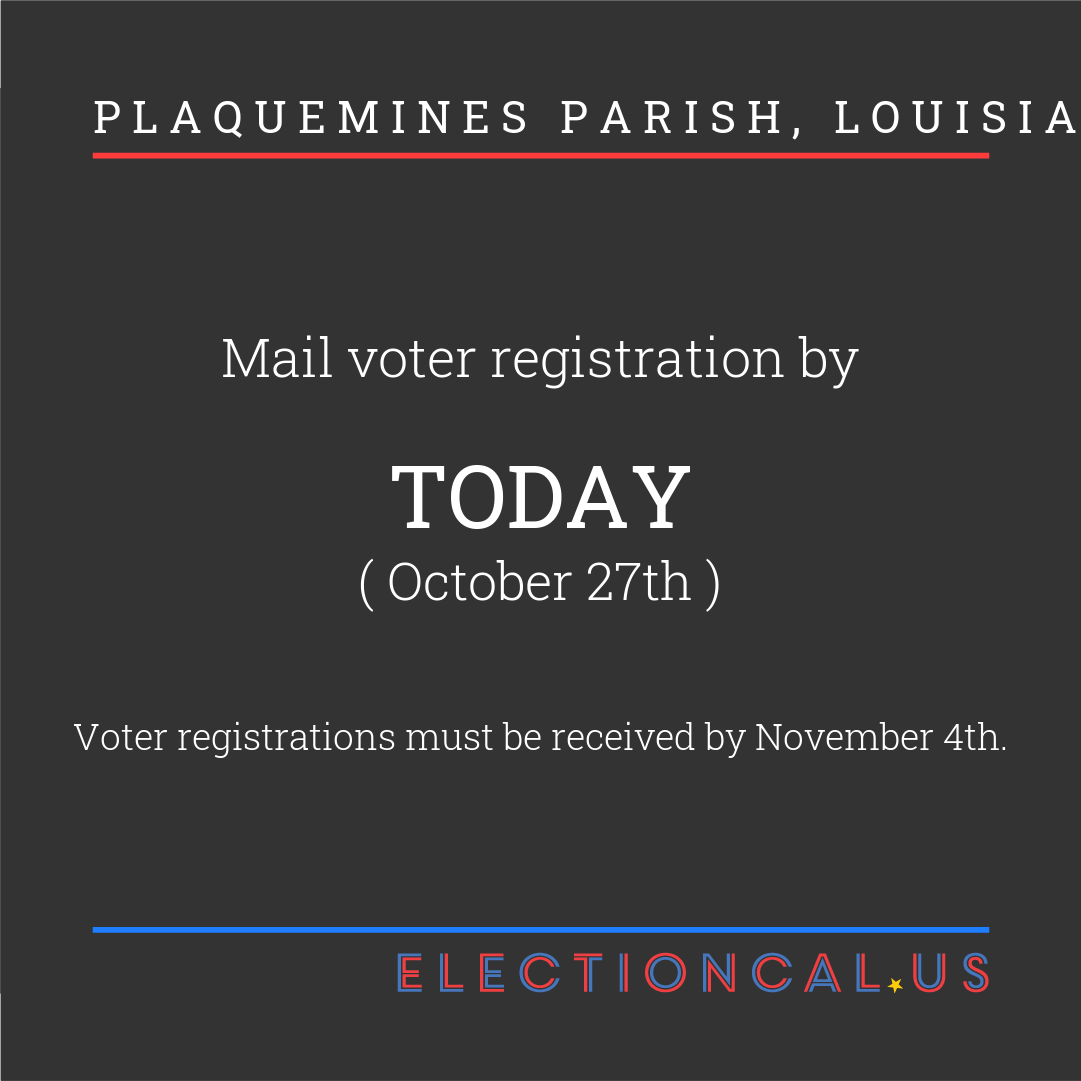 PLAQUEMINES PARISH, LOUISIA
Mail voter registration by
TODAY
( October 27th )
Voter registrations must be received by November 4th.
ELECTIONCAL.US